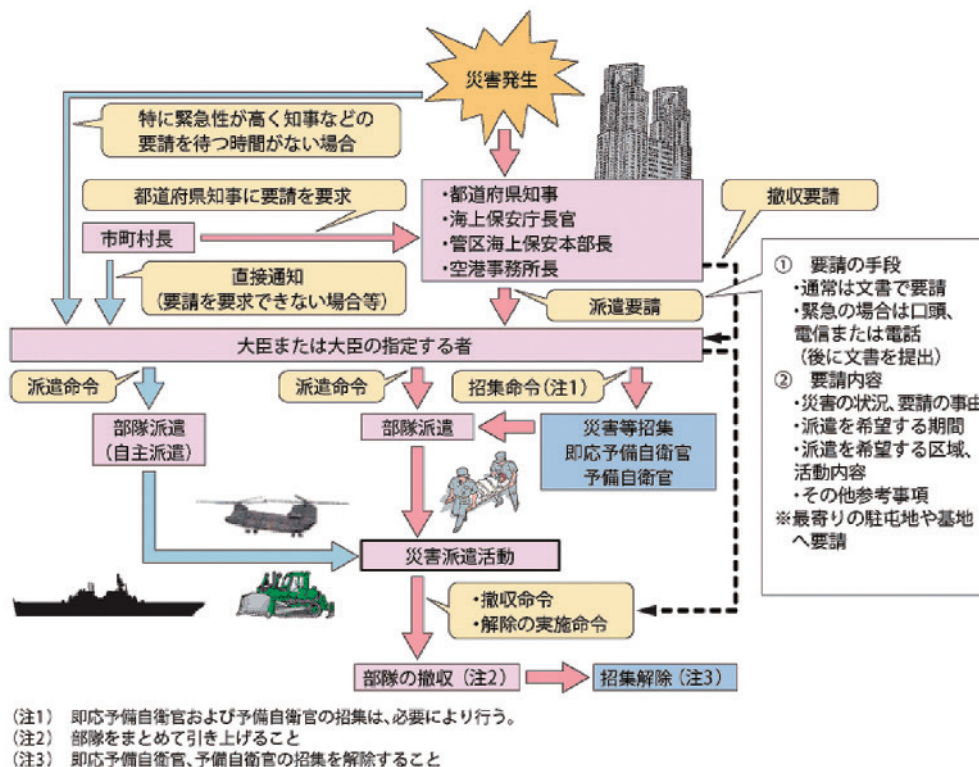 災害発生
特に緊急性が高く知事などの
要請を待つ時間がない場合
都道府県知事に要請を要求
・都道府県知事
・海上保安庁長官
・管区海上保安本部長
・空港事務所長
撤収要請
市町村長
直接通知
(要請を要求できない場合等)
派遣要請
① 要請の手段
・通常は文書で要請
・緊急の場合は口頭、
電信または電話
(後に文書を提出)
② 要請内容
・災害の状況、要請の事由
・派遣を希望する期間
・派遣を希望する区域、
活動内容
・その他参考事項
※最寄りの駐屯地や基地
へ要請
大臣または大臣の指定する者
派遣命令
派遣命令
招集命令(注1)
部隊派遣
(自主派遣)
部隊派遣
災害等招集
即応予備自衛官
予備自衛官
災害派遣活動
・撤収命令
・解除の実施命令
部隊の撤収(注2)
招集解除(注3)
(注1) 即応予備自衛官および予備自衛官の招集は、必要により行う。
(注2) 部隊をまとめて引き上げること
(注3) 即応予備自衛官、予備自衛官の招集を解除すること